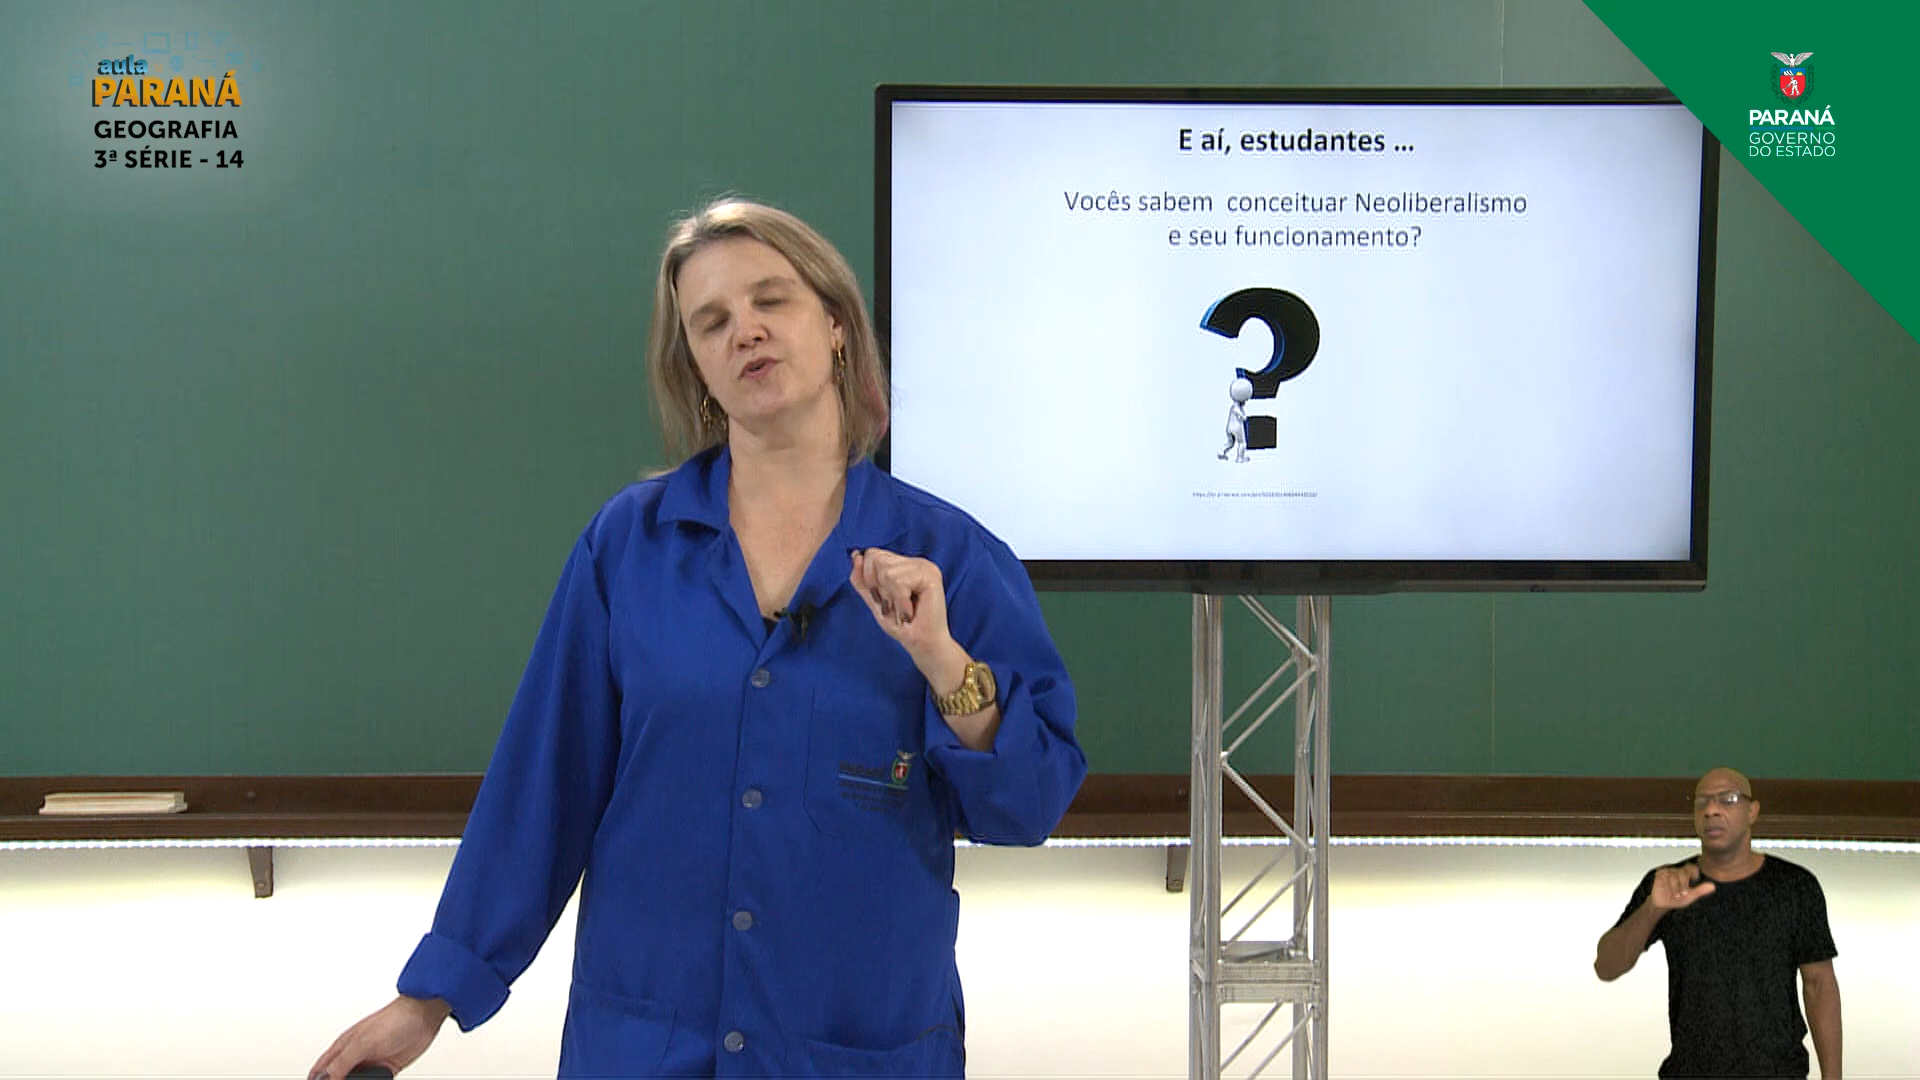 aula
PARANÁ
GEOGRAFIA
3ª SÉRIE - 14
E aí, estudantes ...
Vocês sabem conceituar Neoliberalismo
e seu funcionamento?
PARANÁ
GOVERNO
DO ESTADO